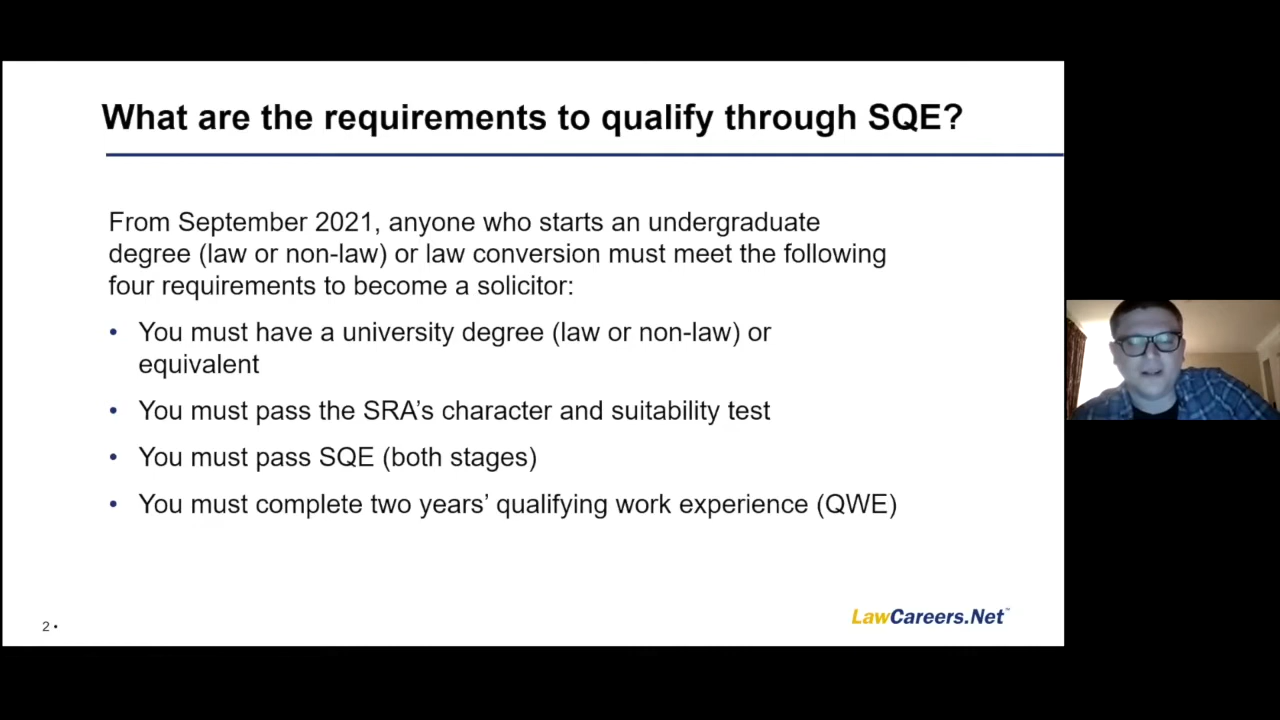 What are the requirements to qualify through SQE?
From September 2021, anyone who starts an undergraduate
degree (law or non-law) or law conversion must meet the following
four requirements to become a solicitor:
• You must have a university degree (law or non-law) or
equivalent
• You must pass the SRA’s character and suitability test
• You must pass SQE (both stages)
• You must complete two years’ qualifying work experience (QWE)
2 •
LawCareers.Net™